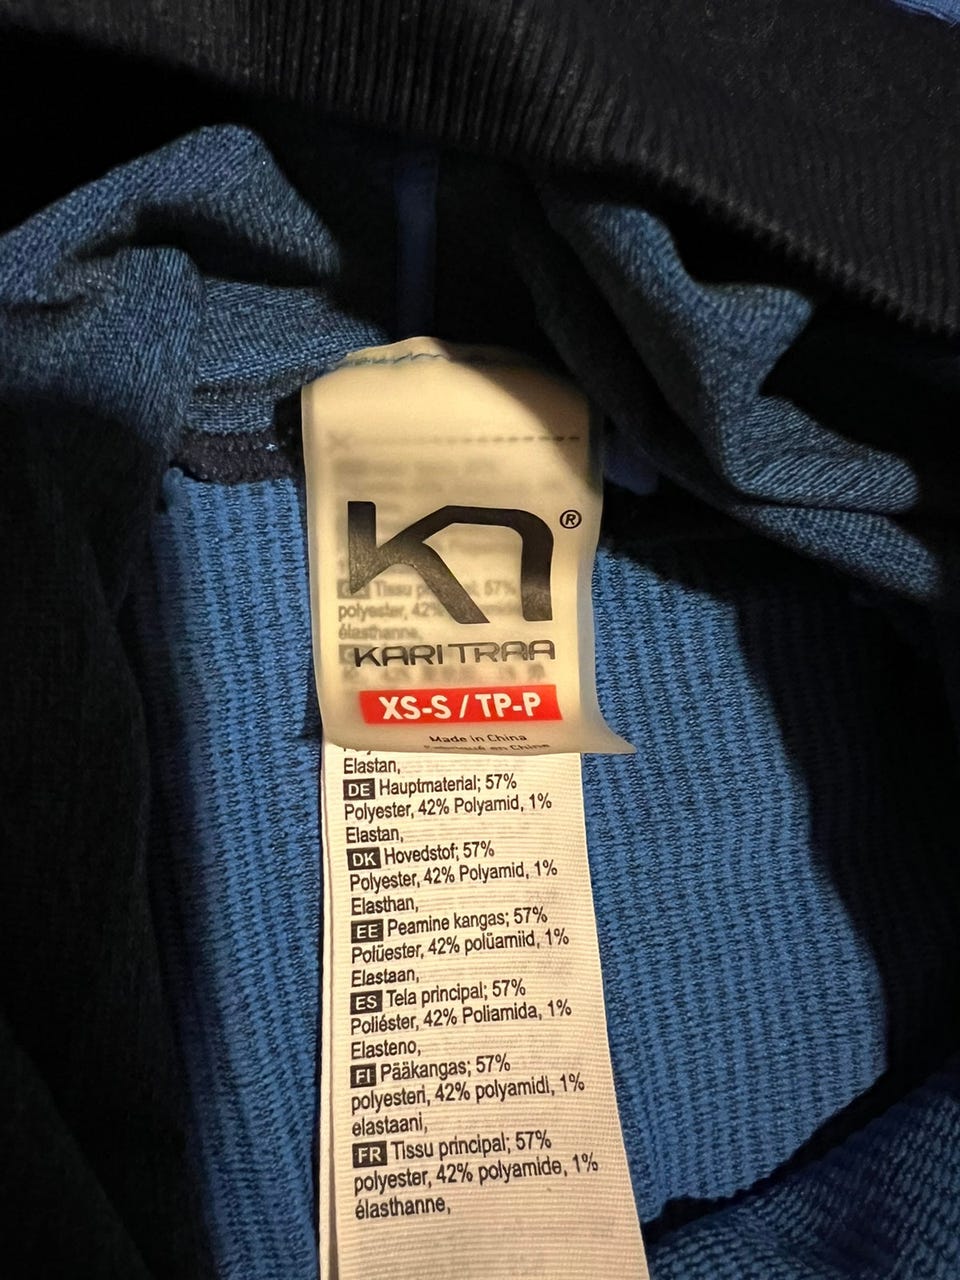 ®
KARI TRAA
XS-S / TP-P
Made in China
Fabriqué en Chine
Elastan,
DE Hauptmaterial; 57%
Polyester, 42% Polyamid, 1%
Elastan,
DK Hovedstof; 57%
Polyester, 42% Polyamid, 1%
Elasthan,
EE Peamine kangas; 57%
Polüester, 42% polüamiid, 1%
Elastaan,
ES Tela principal; 57%
Poliéster, 42% Poliamida, 1%
Elasteno,
FI Pääkangas; 57%
polyesteri, 42% polyamidi, 1%
elastaani,
FR Tissu principal; 57%
polyester, 42% polyamide, 1%
élasthanne,